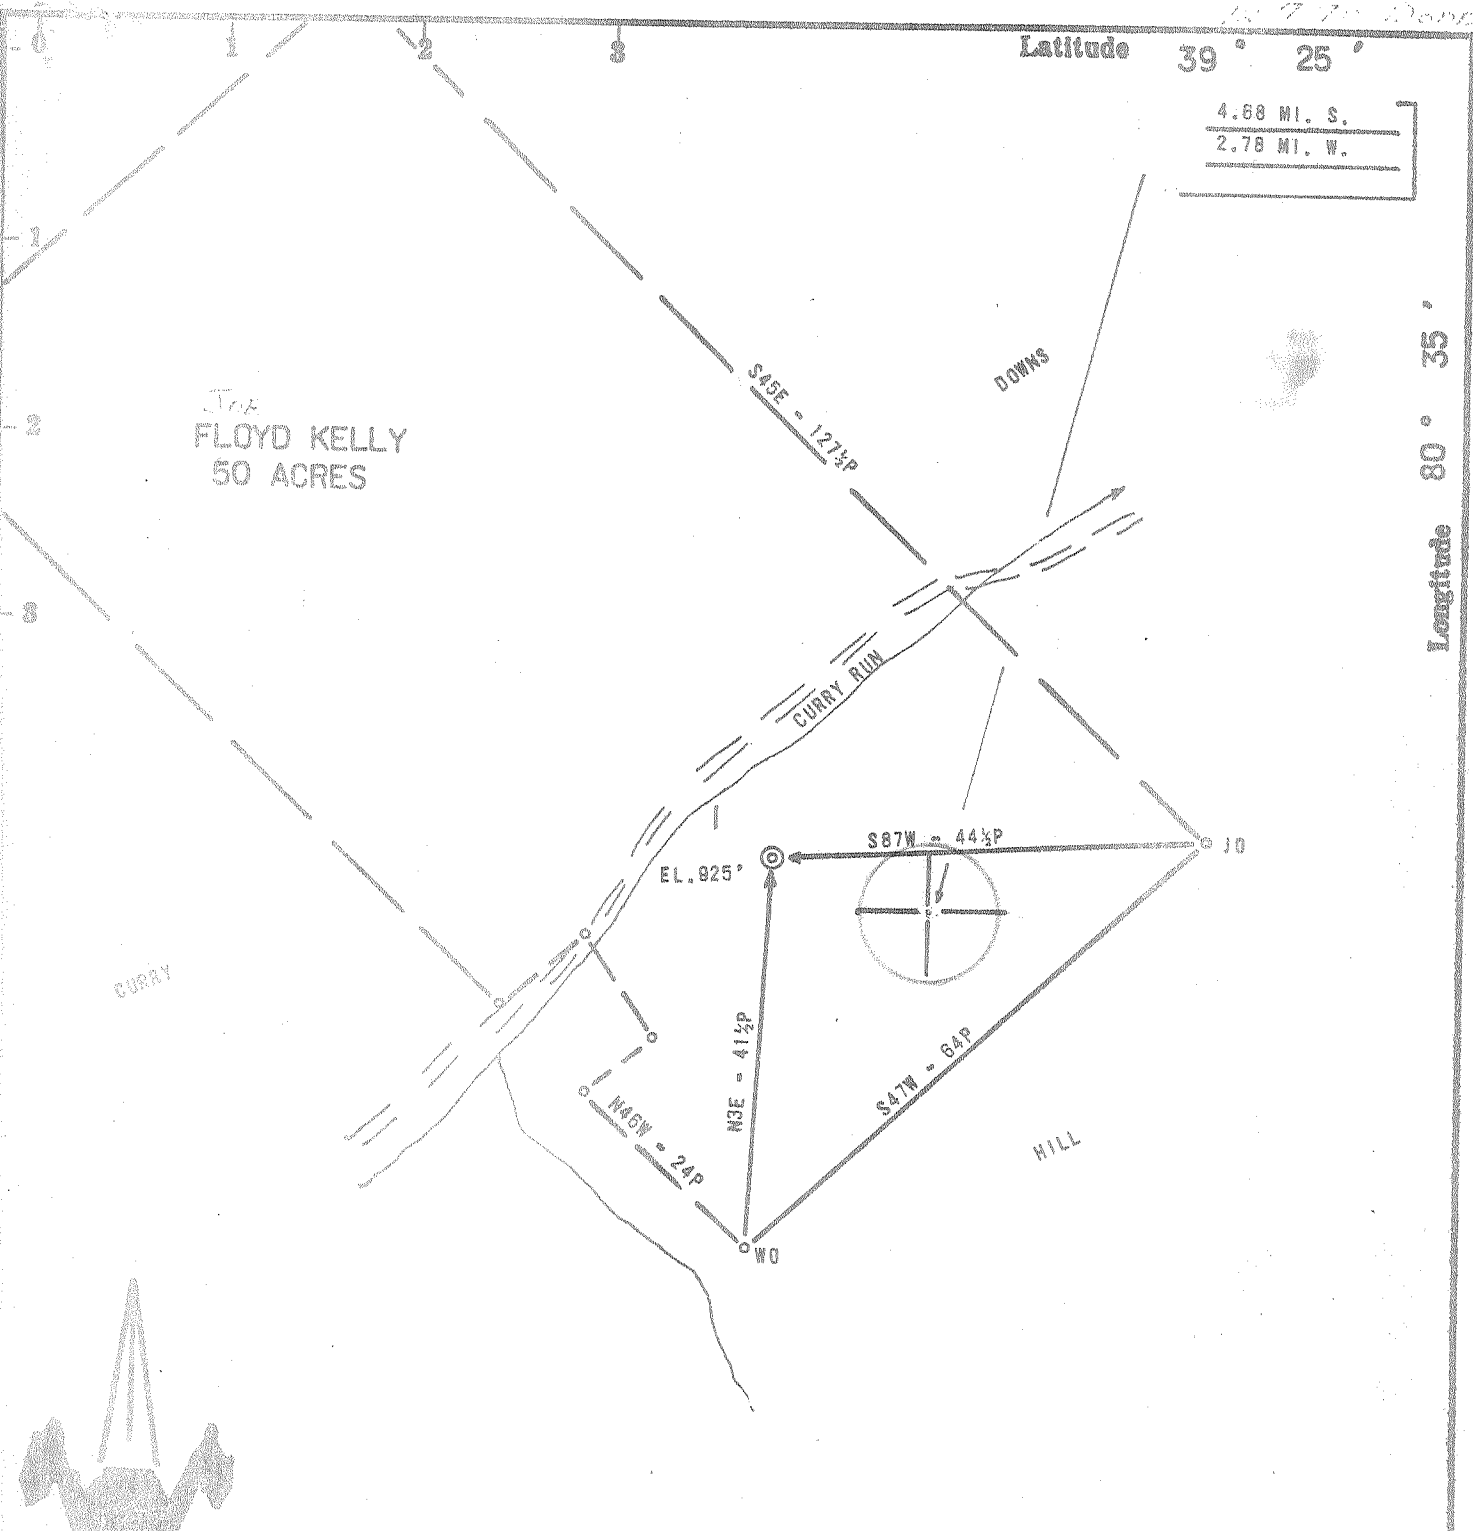 0 1 2 3
Latitude 39° 25'
4.68 MI. S.
2.78 MI. W.
1
2
3
Longitude 80° 35'
DOWNS
S45E - 127½P
Joe
FLOYD KELLY
50 ACRES
CURRY RUN
S87W - 44½P
JO
EL.825'
CURRY
N3E - 41½P
S47W - 64P
N46W - 24P
HILL
WO